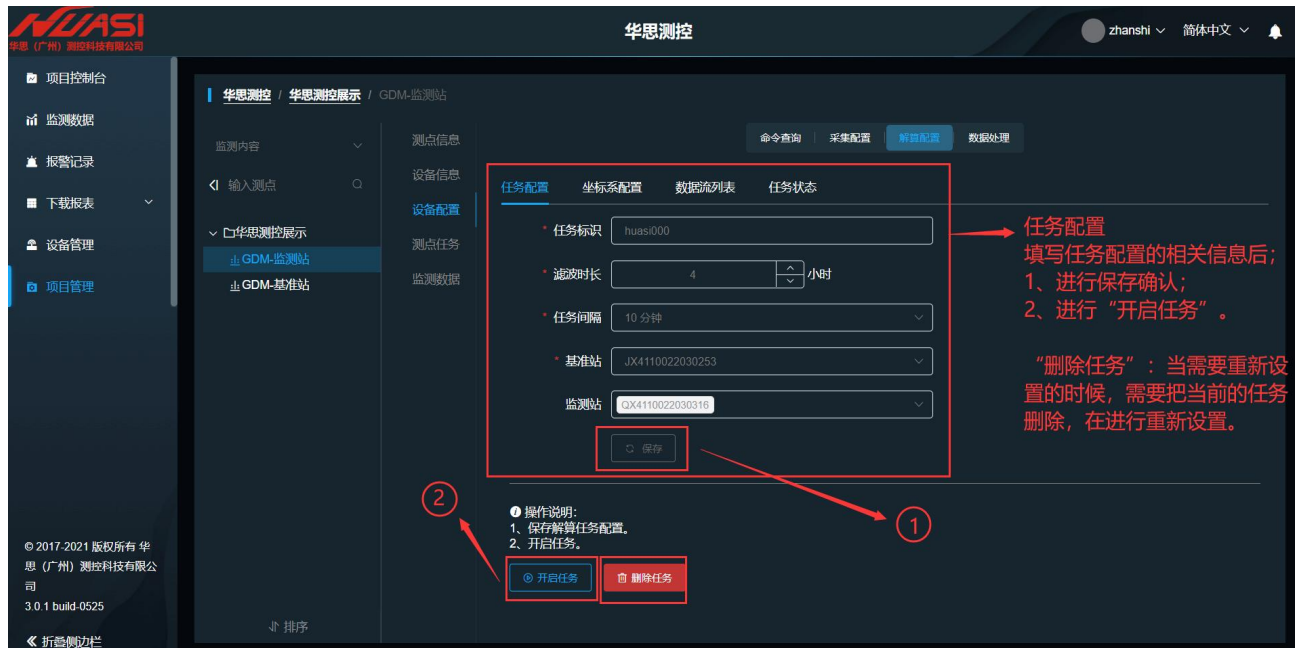 HUASI
华思（广州）测控科技有限公司
华思测控
zhanshi
简体中文
项目控制台
监测数据
报警记录
下载报表
设备管理
项目管理
© 2017-2021 版权所有 华
思（广州）测控科技有限公
司
3.0.1 build-0525
折叠侧边栏
华思测控 / 华思测控展示 / GDM-监测站
监测内容
输入测点
华思测控展示
GDM-监测站
GDM-基准站
排序
测点信息
设备信息
设备配置
测点任务
监测数据
命令查询
采集配置
解算配置
数据处理
任务配置
坐标系配置
数据流列表
任务状态
* 任务标识 huasi000
* 滤波时长 4 小时
* 任务间隔 10 分钟
* 基准站 JX4110022030253
监测站 QX4110022030316
保存
操作说明:
1、保存解算任务配置。
2、开启任务。
开启任务
删除任务
②
①
任务配置
填写任务配置的相关信息后；
1、进行保存确认；
2、进行“开启任务”。
“删除任务”：当需要重新设
置的时候，需要把当前的任务
删除，在进行重新设置。